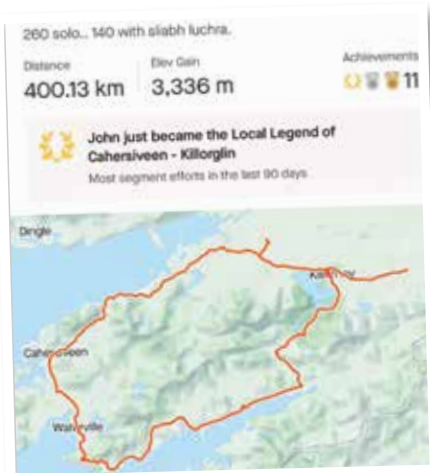 260 solo... 140 with sliabh luchra.
Distance
Elev Gain
Achievements
400.13 km
3,336 m
11
John just became the Local Legend of
Cahersiveen - Killorglin
Most segment efforts in the last 90 days
Dingle
Killarney
Cahersiveen
Waterville